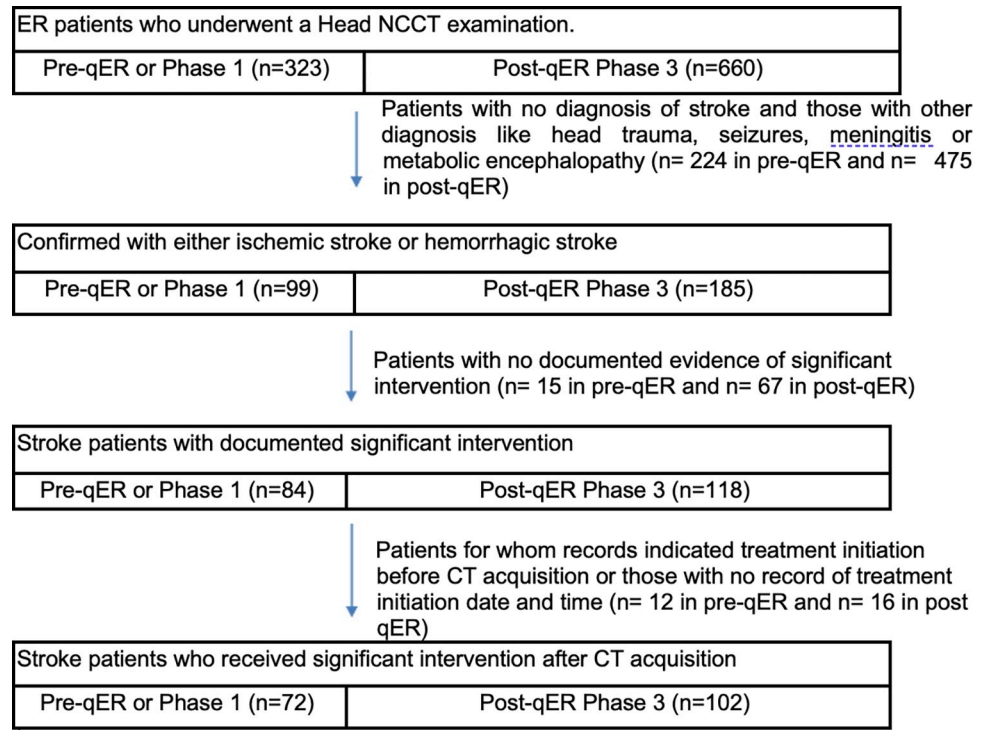 ER patients who underwent a Head NCCT examination.
Pre-qER or Phase 1 (n=323) Post-qER Phase 3 (n=660)
Patients with no diagnosis of stroke and those with other
diagnosis like head trauma, seizures, meningitis or
metabolic encephalopathy (n= 224 in pre-qER and n= 475
in post-qER)
Confirmed with either ischemic stroke or hemorrhagic stroke
Pre-qER or Phase 1 (n=99) Post-qER Phase 3 (n=185)
Patients with no documented evidence of significant
intervention (n= 15 in pre-qER and n= 67 in post-qER)
Stroke patients with documented significant intervention
Pre-qER or Phase 1 (n=84) Post-qER Phase 3 (n=118)
Patients for whom records indicated treatment initiation
before CT acquisition or those with no record of treatment
initiation date and time (n= 12 in pre-qER and n= 16 in post
qER)
Stroke patients who received significant intervention after CT acquisition
Pre-qER or Phase 1 (n=72) Post-qER Phase 3 (n=102)